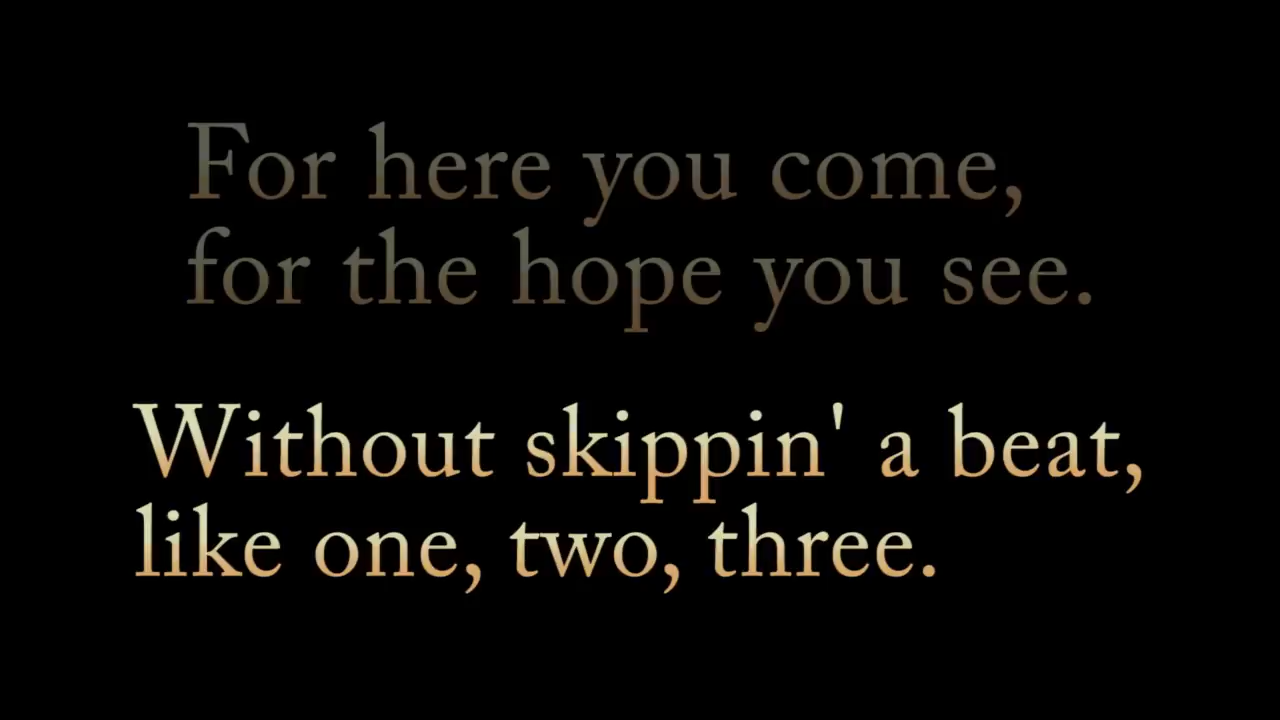 For here you come,
for the hope you see.
Without skippin' a beat,
like one, two, three.